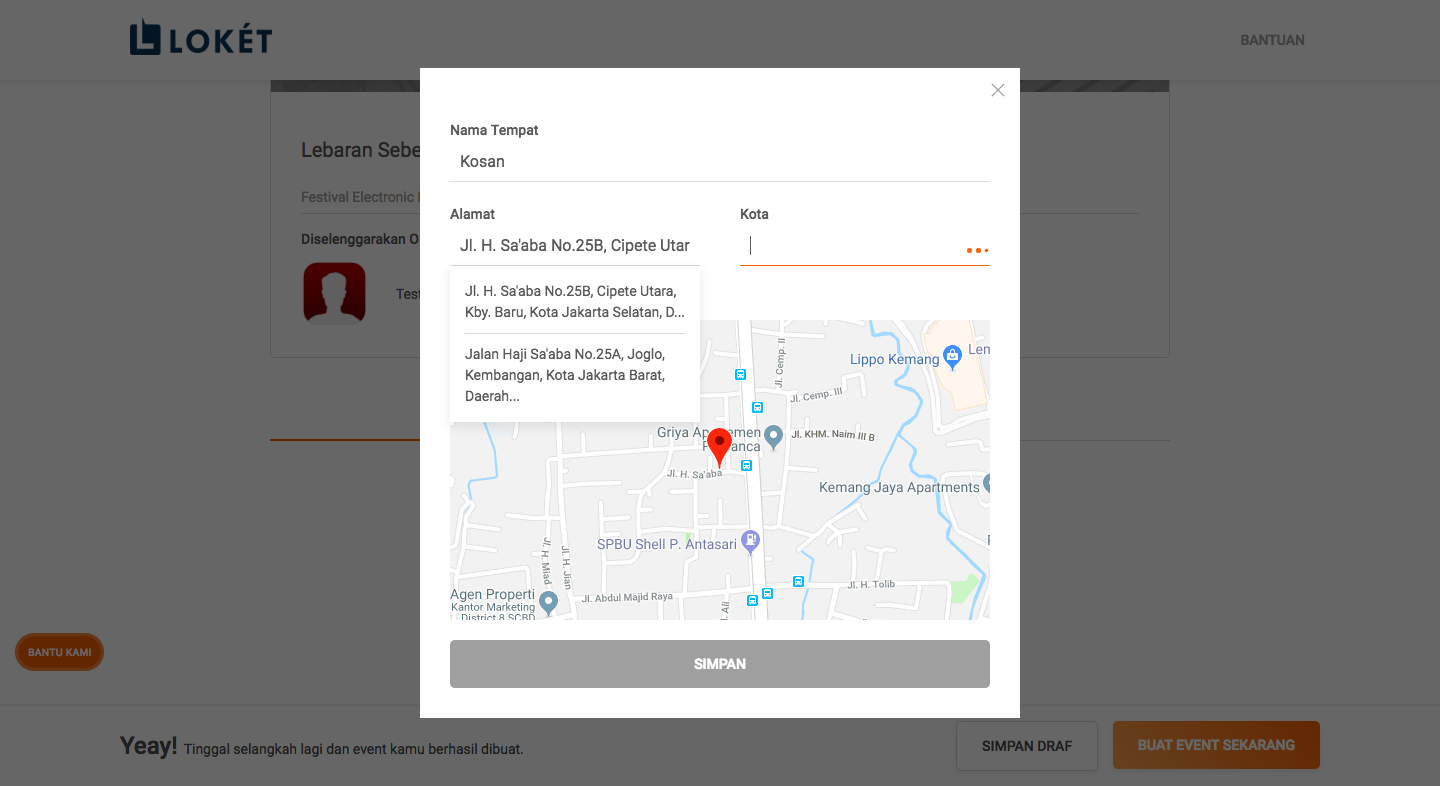 LOKÉT
BANTUAN
Lebaran Sebe
Festival Electronic
Diselenggarakan O
Test
Nama Tempat
Kosan
Alamat
Kota
Jl. H. Sa'aba No.25B, Cipete Utar
Jl. H. Sa'aba No.25B, Cipete Utara,
Kby. Baru, Kota Jakarta Selatan, D...
Jalan Haji Sa'aba No.25A, Joglo,
Kembangan, Kota Jakarta Barat,
Daerah...
Jl. Cemp. II
Lippo Kemang
Lem
Jl. Cemp. III
Griya Ap
emen
anca
Jl. KHM. Naim III B
Jl. H. Sa'aba
Kemang Jaya Apartments
SPBU Shell P. Antasari
Jl. H. Miad
Jl. H. Jian
Jl. H. Tolib
Agen Properti
Kantor Marketing
District 8 SCBD
Jl. Abdul Majid Raya
Jl. Ali
SIMPAN
BANTU KAMI
Yeay! Tinggal selangkah lagi dan event kamu berhasil dibuat.
SIMPAN DRAF
BUAT EVENT SEKARANG